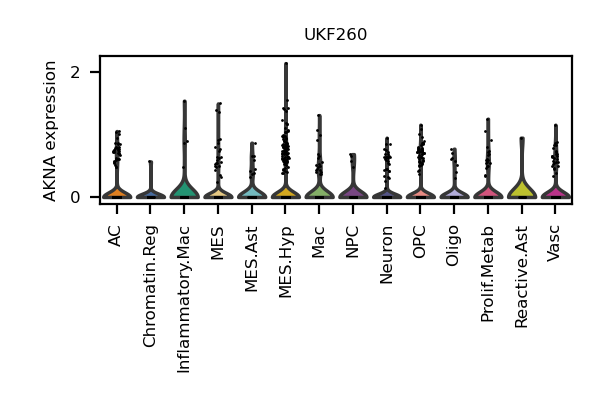 UKF260
AKNA expression
2
0
AC
Chromatin.Reg
Inflammatory.Mac
MES
MES.Ast
MES.Hyp
Mac
NPC
Neuron
OPC
Oligo
Prolif.Metab
Reactive.Ast
Vasc